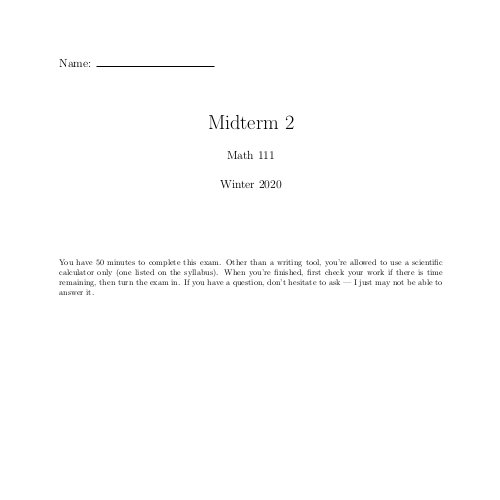 Name:
Midterm 2
Math 111
Winter 2020
You have 50 minutes to complete this exam. Other than a writing tool, you're allowed to use a scientific
calculator only (one listed on the syllabus). When you're finished, first check your work if there is time
remaining, then turn the exam in. If you have a question, don't hesitate to ask — I just may not be able to
answer it.